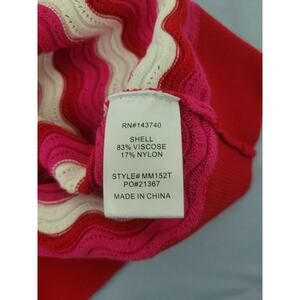 RN#143740
SHELL
83% VISCOSE
17% NYLON
STYLE# MM152T
PO#21367
MADE IN CHINA